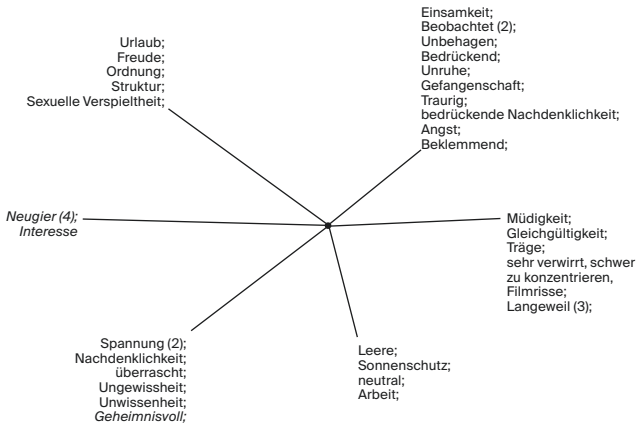 Urlaub;
Freude;
Ordnung;
Struktur;
Sexuelle Verspieltheit;
Einsamkeit;
Beobachtet (2);
Unbehagen;
Bedrückend;
Unruhe;
Gefangenschaft;
Traurig;
bedrückende Nachdenklichkeit;
Angst;
Beklemmend;
Neugier (4);
Interesse
Müdigkeit;
Gleichgültigkeit;
Träge;
sehr verwirrt, schwer
zu konzentrieren,
Filmrisse;
Langeweil (3);
Spannung (2);
Nachdenklichkeit;
überrascht;
Ungewissheit;
Unwissenheit;
Geheimnisvoll;
Leere;
Sonnenschutz;
neutral;
Arbeit;